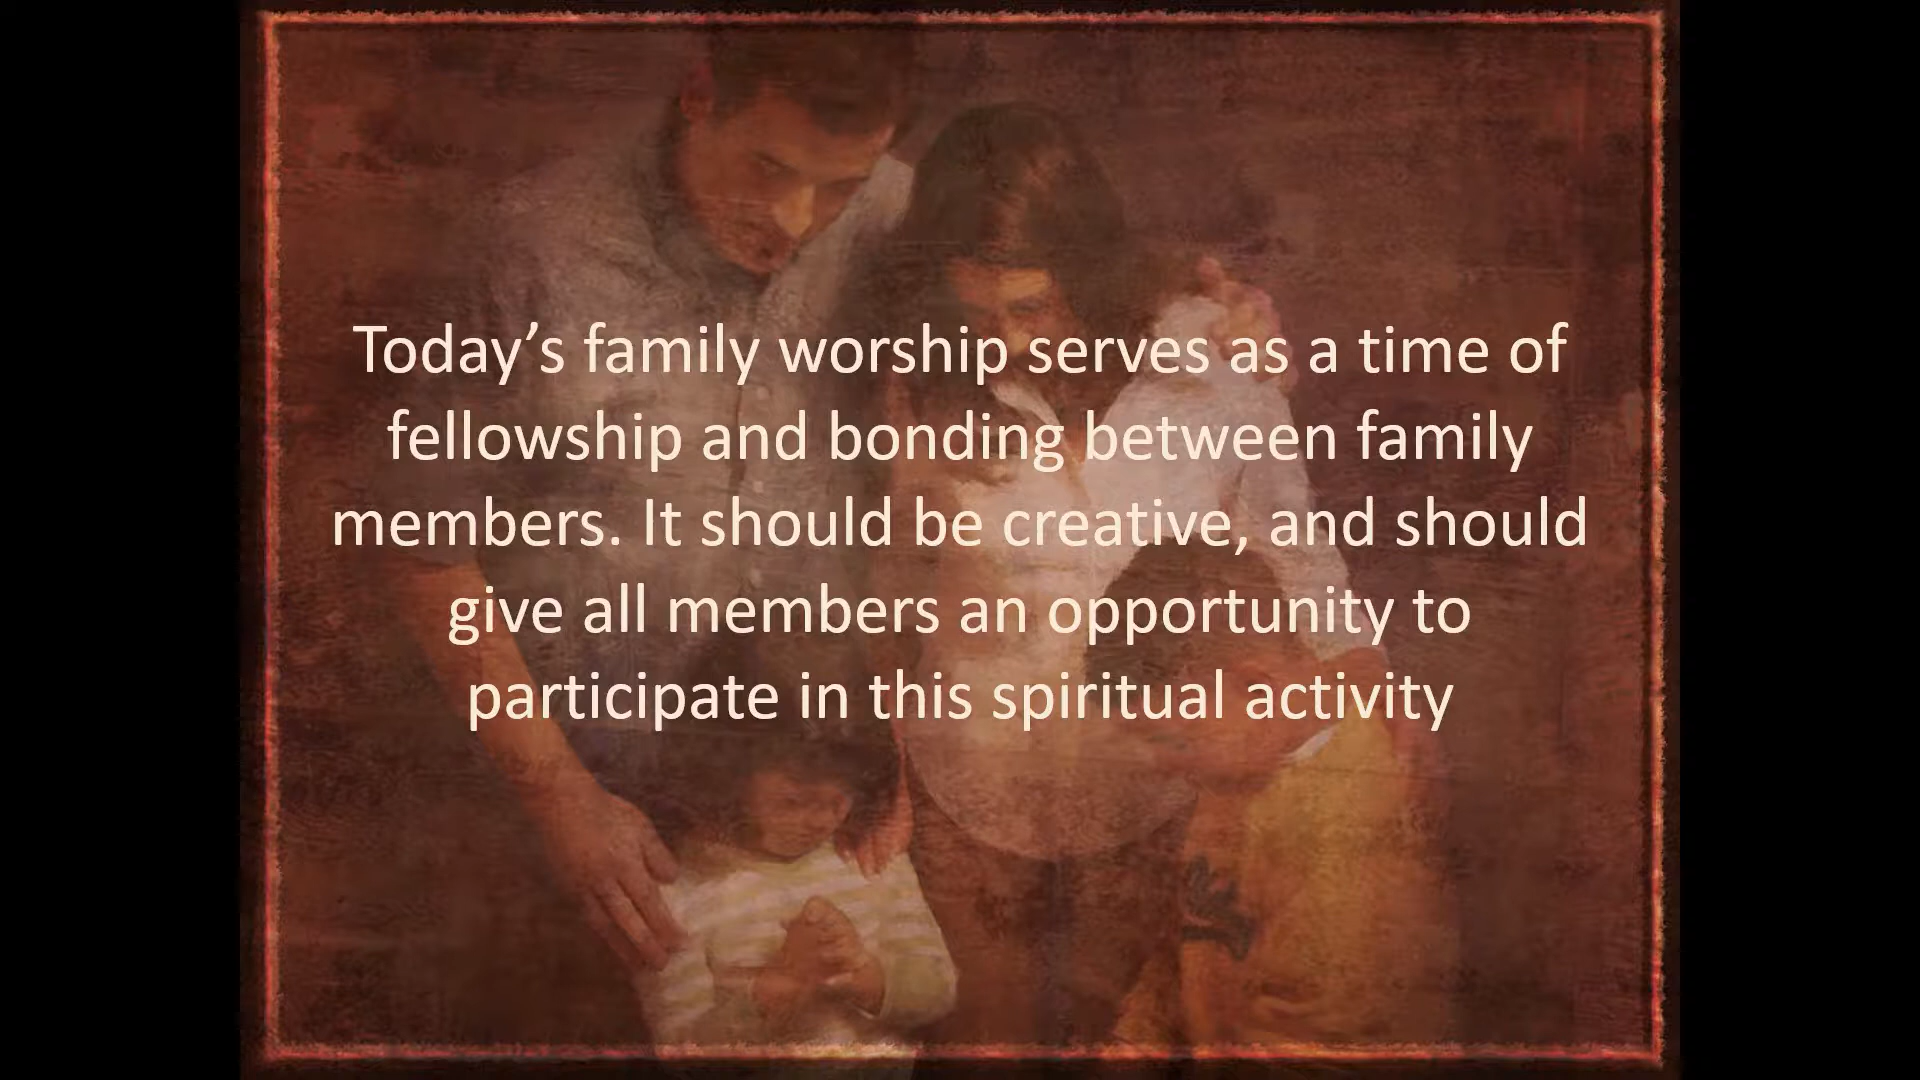 Today’s family worship serves as a time of
fellowship and bonding between family
members. It should be creative, and should
give all members an opportunity to
participate in this spiritual activity